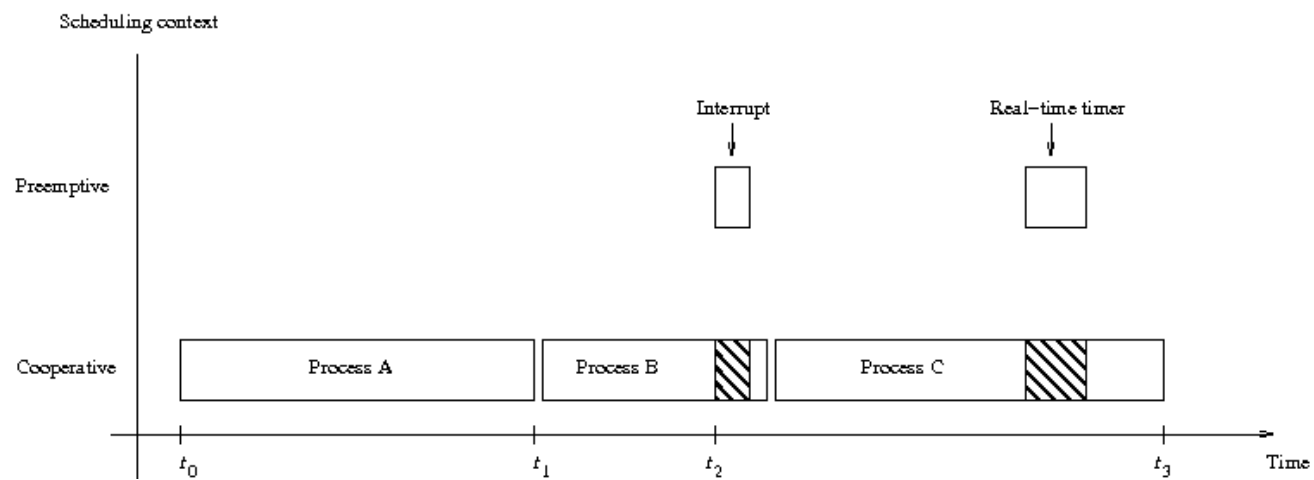 Scheduling context
Interrupt
Real-time timer
Preemptive
Cooperative
Process A
Process B
Process C
t0
t1
t2
t3
Time